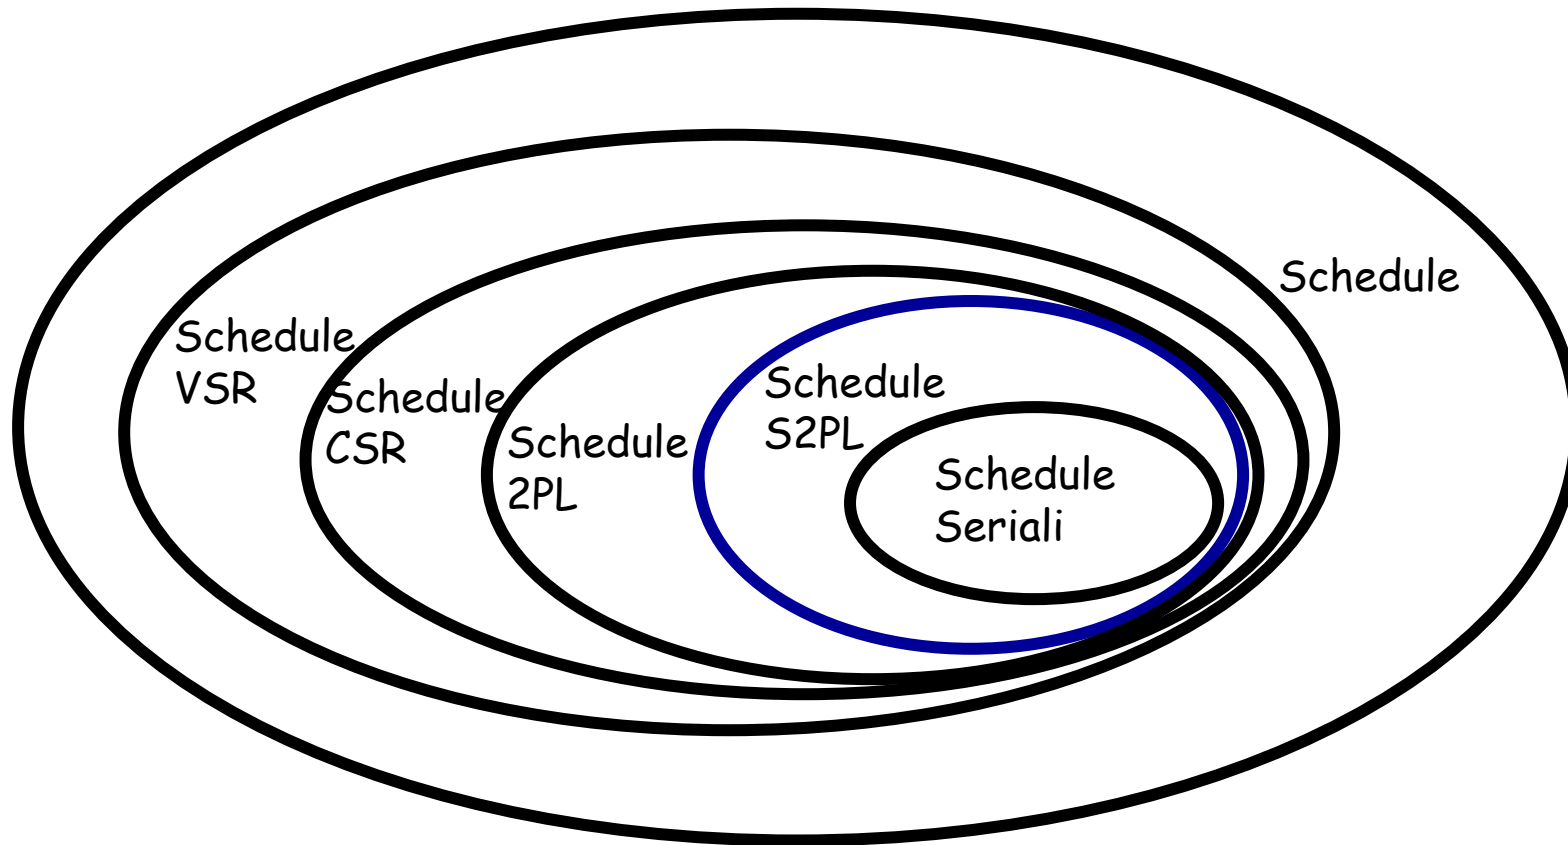 Schedule
Schedule
VSR
Schedule
CSR
Schedule
2PL
Schedule
S2PL
Schedule
Seriali